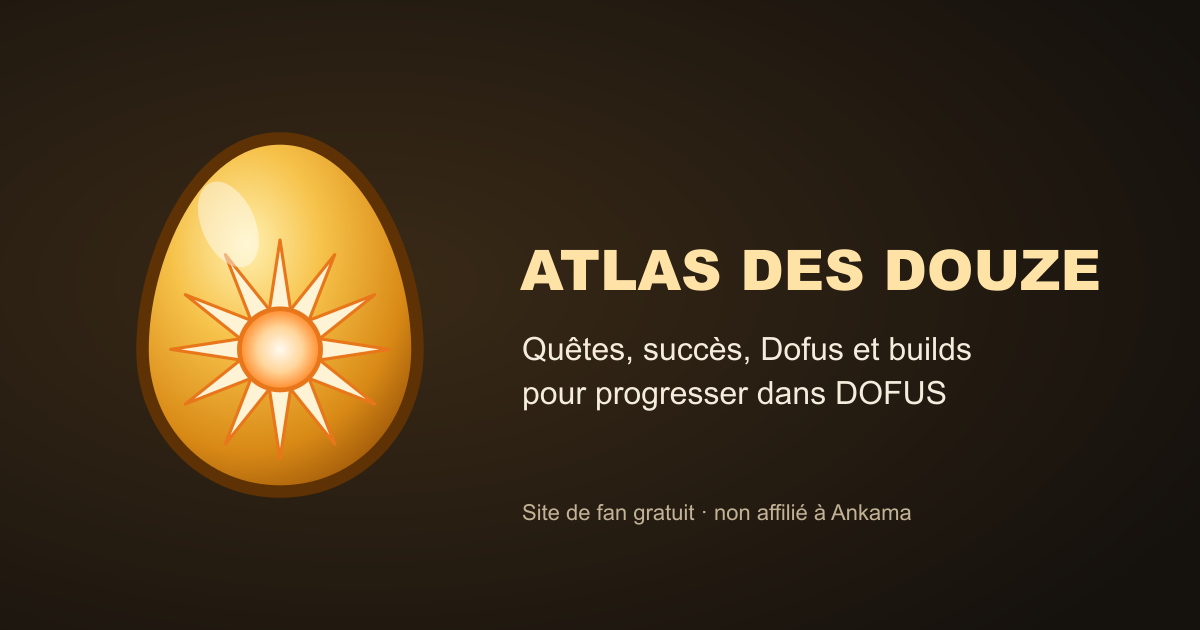 ATLAS DES DOUZE
Quêtes, succès, Dofus et builds
pour progresser dans DOFUS
Site de fan gratuit · non affilié à Ankama